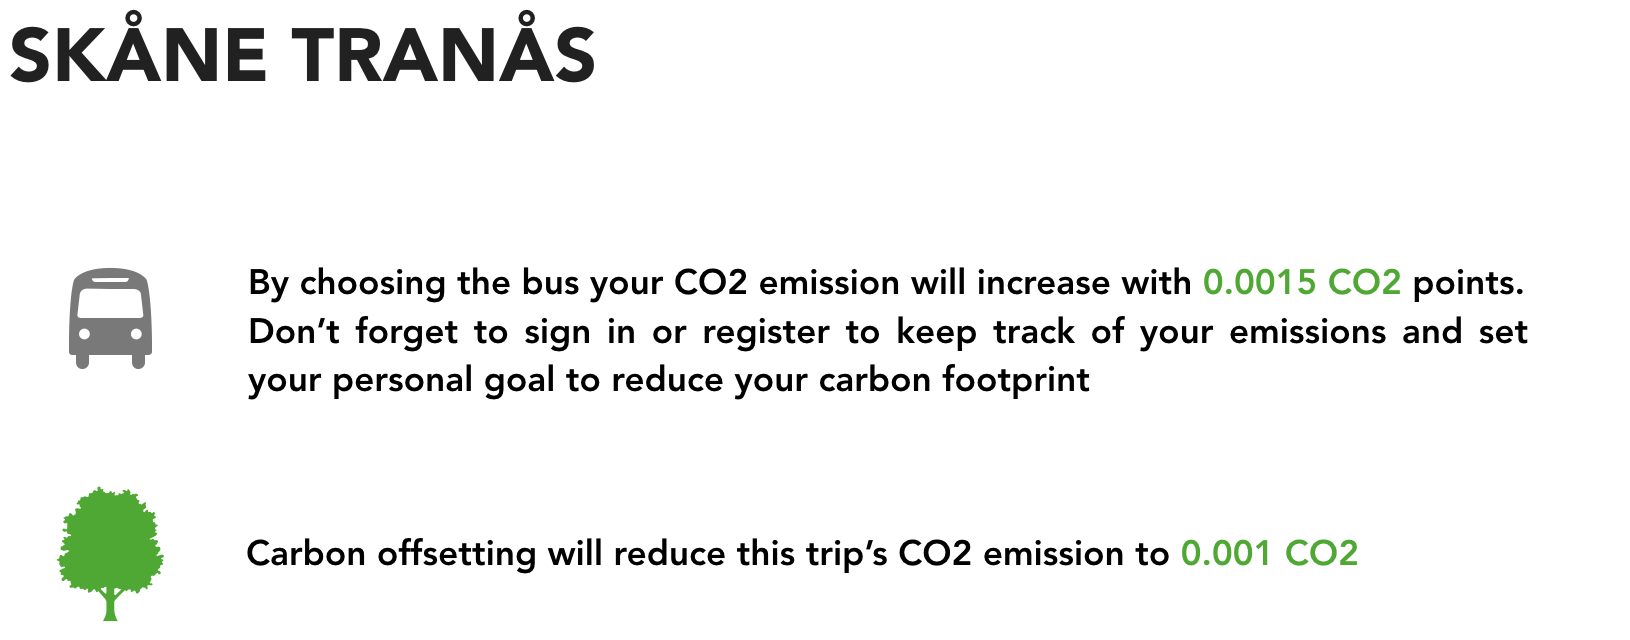 SKÅNE TRANÅS
By choosing the bus your CO2 emission will increase with 0.0015 CO2 points.
Don’t forget to sign in or register to keep track of your emissions and set
your personal goal to reduce your carbon footprint
Carbon offsetting will reduce this trip’s CO2 emission to 0.001 CO2